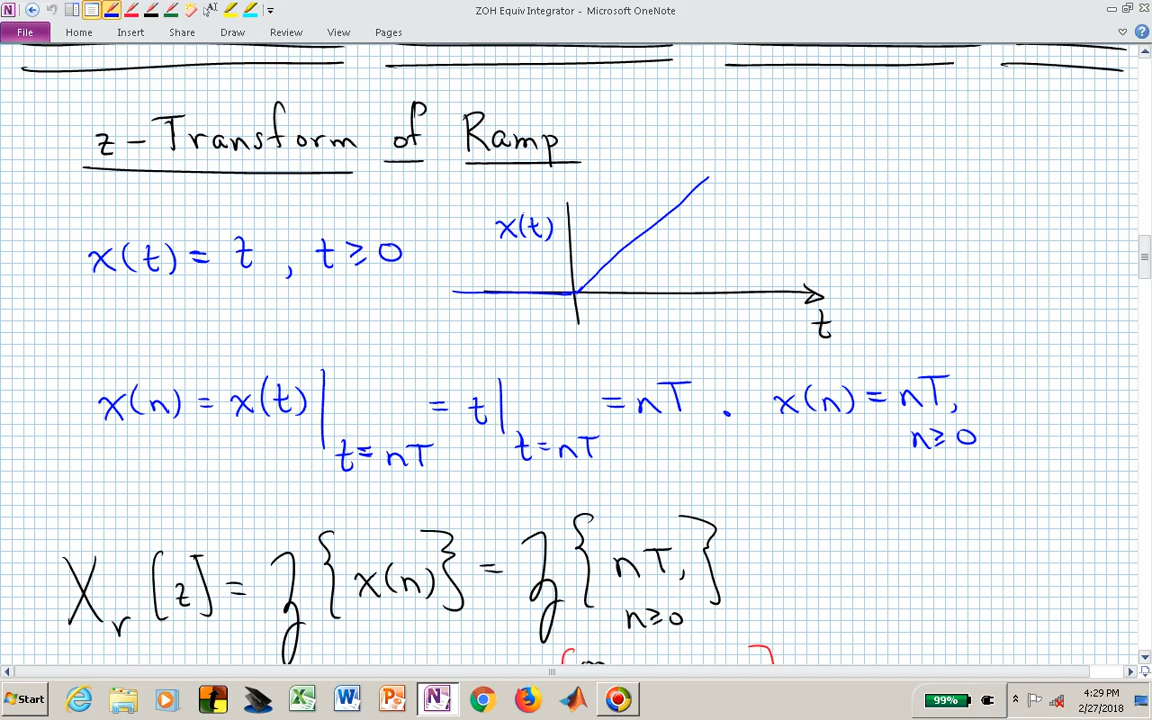 ZOH Equiv Integrator - Microsoft OneNote
File Home Insert Share Draw Review View Pages
z-Transform of Ramp
x(t) = t, t ≥ 0
x(t)
t
x(n) = x(t)|t=nT = t|t=nT = nT . x(n) = nT, n ≥ 0
Xr[z] = 𝒵{x(n)} = 𝒵{nT, n ≥ 0}
Start
99%
4:29 PM
2/27/2018